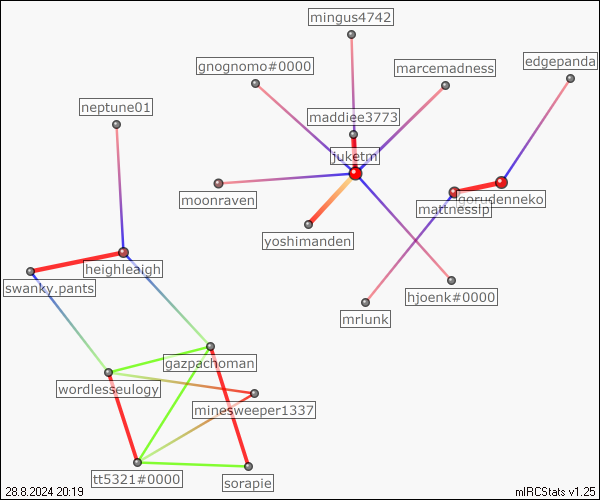 mingus4742
edgepanda
gnognomo#0000
marcemadness
neptune01
maddiee3773
juketm
moonraven
gorudenneko
mattnesslp
yoshimanden
heighleaigh
swanky.pants
hjoenk#0000
mrlunk
gazpachoman
wordlesseulogy
minesweeper1337
tt5321#0000
sorapie
28.8.2024 20:19
mIRCStats v1.25